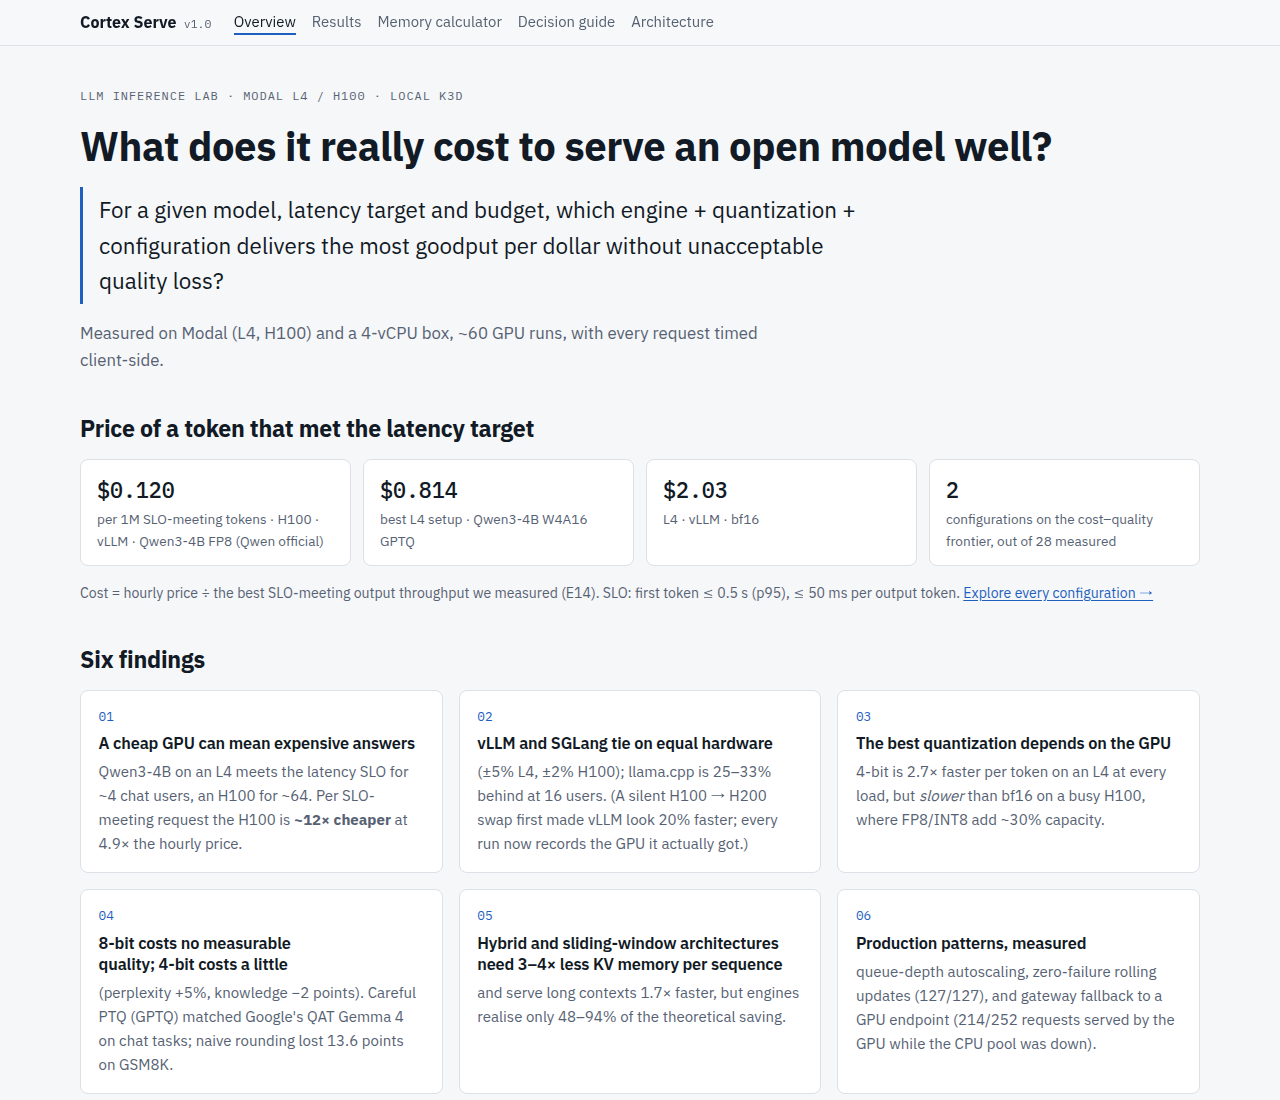 Cortex Serve v1.0 Overview Results Memory calculator Decision guide Architecture
LLM INFERENCE LAB · MODAL L4 / H100 · LOCAL K3D
What does it really cost to serve an open model well?
For a given model, latency target and budget, which engine + quantization +
configuration delivers the most goodput per dollar without unacceptable
quality loss?
Measured on Modal (L4, H100) and a 4-vCPU box, ~60 GPU runs, with every request timed
client-side.
Price of a token that met the latency target
$0.120
per 1M SLO-meeting tokens · H100 ·
vLLM · Qwen3-4B FP8 (Qwen official)
$0.814
best L4 setup · Qwen3-4B W4A16
GPTQ
$2.03
L4 · vLLM · bf16
2
configurations on the cost–quality
frontier, out of 28 measured
Cost = hourly price ÷ the best SLO-meeting output throughput we measured (E14). SLO: first token ≤ 0.5 s (p95), ≤ 50 ms per output token. Explore every configuration →
Six findings
01
A cheap GPU can mean expensive answers
Qwen3-4B on an L4 meets the latency SLO for
~4 chat users, an H100 for ~64. Per SLO-
meeting request the H100 is ~12× cheaper at
4.9× the hourly price.
02
vLLM and SGLang tie on equal hardware
(±5% L4, ±2% H100); llama.cpp is 25–33%
behind at 16 users. (A silent H100 → H200
swap first made vLLM look 20% faster; every
run now records the GPU it actually got.)
03
The best quantization depends on the GPU
4-bit is 2.7× faster per token on an L4 at every
load, but slower than bf16 on a busy H100,
where FP8/INT8 add ~30% capacity.
04
8-bit costs no measurable
quality; 4-bit costs a little
(perplexity +5%, knowledge −2 points). Careful
PTQ (GPTQ) matched Google's QAT Gemma 4
on chat tasks; naive rounding lost 13.6 points
on GSM8K.
05
Hybrid and sliding-window architectures
need 3–4× less KV memory per sequence
and serve long contexts 1.7× faster, but engines
realise only 48–94% of the theoretical saving.
06
Production patterns, measured
queue-depth autoscaling, zero-failure rolling
updates (127/127), and gateway fallback to a
GPU endpoint (214/252 requests served by the
GPU while the CPU pool was down).